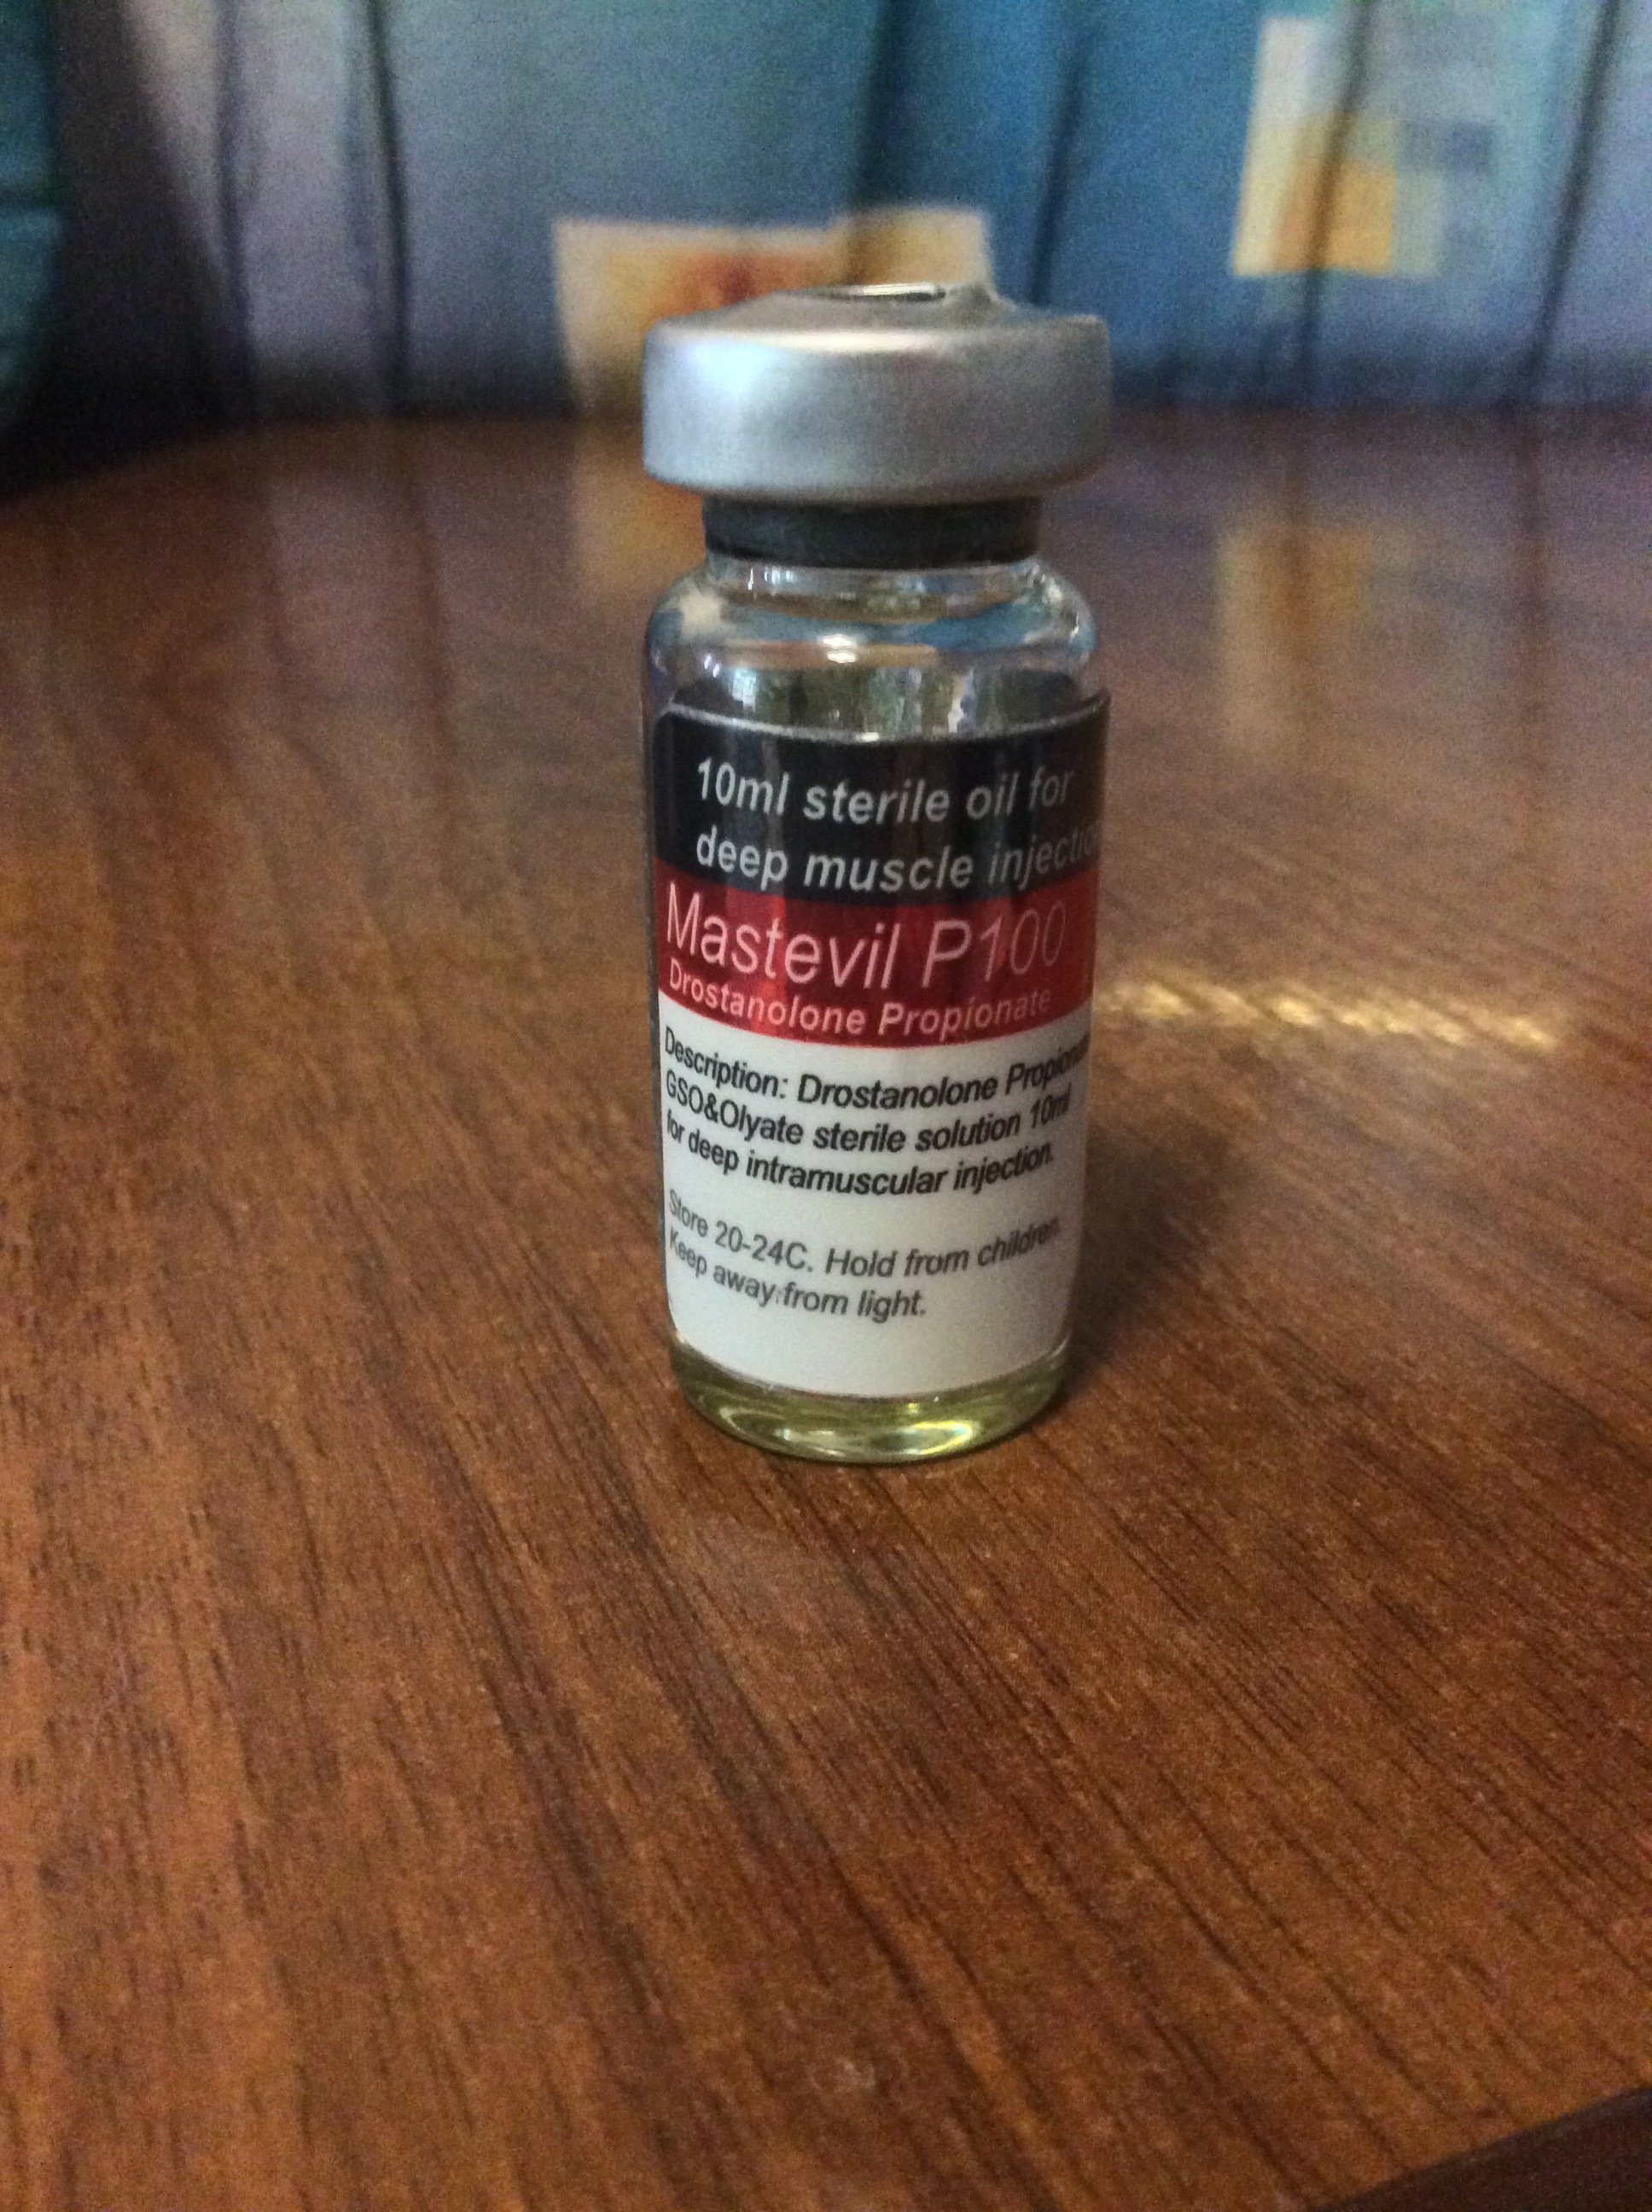 10ml sterile oil for
deep muscle injectio
Mastevil P100
Drostanolone Propionate
Description: Drostanolone Propiona
GSO&Olyate sterile solution 10ml
for deep intramuscular injection.
Store 20-24C. Hold from children.
Keep away from light.